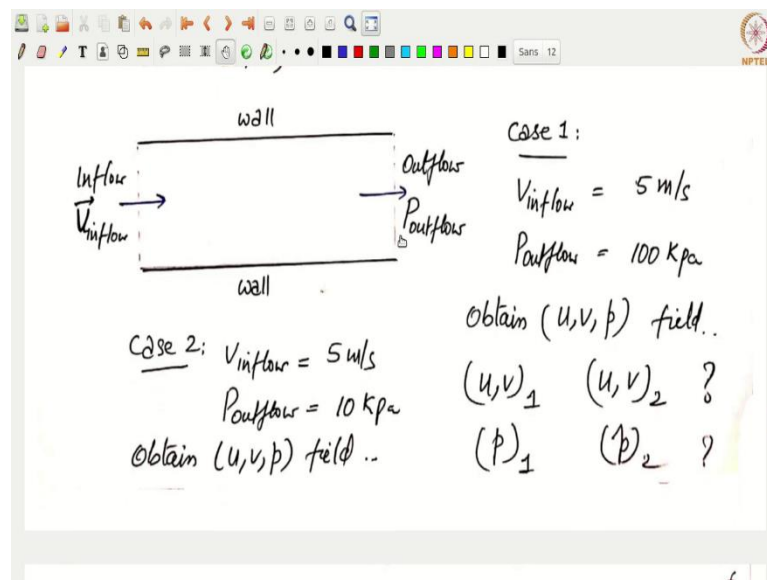 Sans 12
NPTEL
wall
Inflow
V inflow
Outflow
Poutflow
wall
Case 1:
Vinflow = 5 m/s
Poutflow = 100 Kpa
Obtain (u,v,p) field..
(u,v)1 (u,v)2 ?
(p)1 (p)2 ?
Case 2: Vinflow = 5 m/s
Poutflow = 10 Kpa
Obtain (u,v,p) field ..